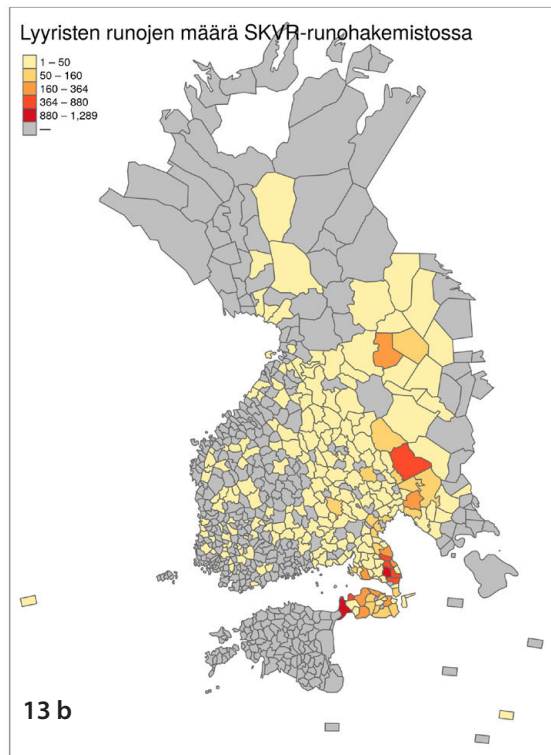 Lyyristen runojen määrä SKVR-runohakemistossa
1 – 50
50 – 160
160 – 364
364 – 880
880 – 1,289
—
13 b